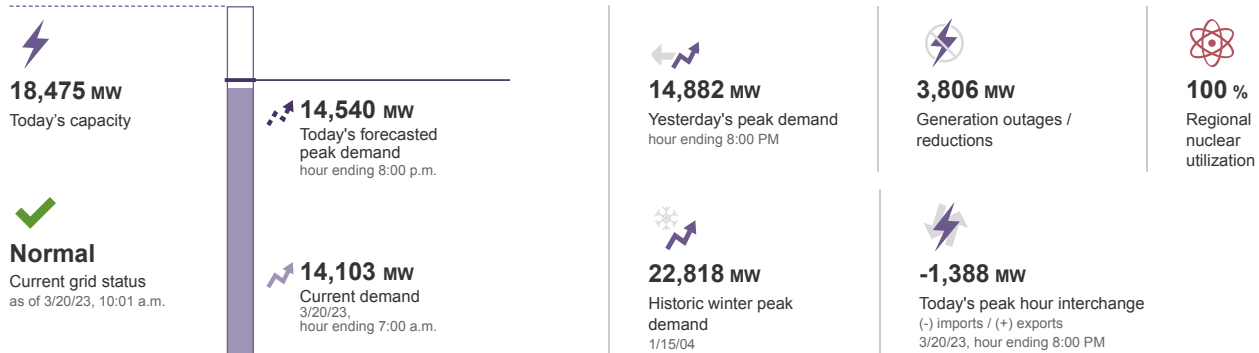 18,475 MW
Today's capacity
Normal
Current grid status
as of 3/20/23, 10:01 a.m.
14,540 MW
Today's forecasted
peak demand
hour ending 8:00 p.m.
14,103 MW
Current demand
3/20/23,
hour ending 7:00 a.m.
14,882 MW
Yesterday's peak demand
hour ending 8:00 PM
3,806 MW
Generation outages /
reductions
100 %
Regional
nuclear
utilization
22,818 MW
Historic winter peak
demand
1/15/04
-1,388 MW
Today's peak hour interchange
(-) imports / (+) exports
3/20/23, hour ending 8:00 PM